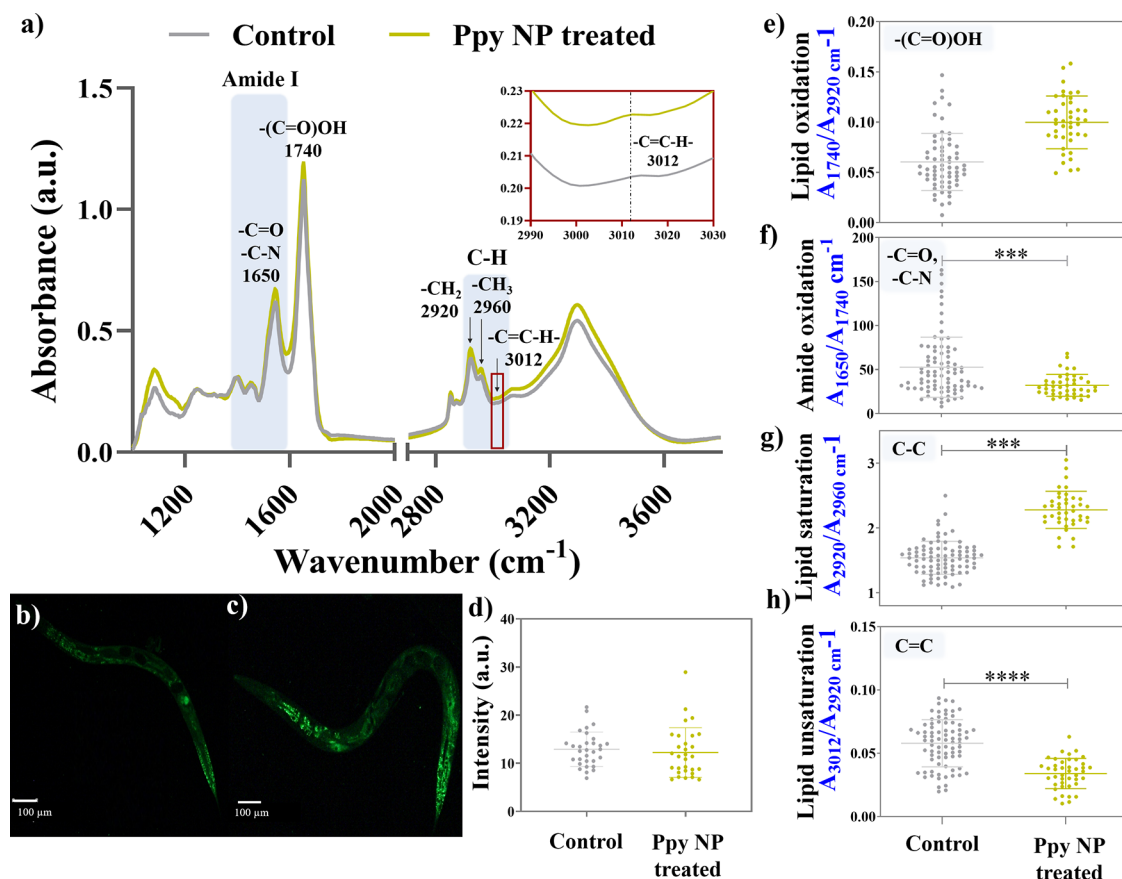 a)
Control
Ppy NP treated
Absorbance (a.u.)
1.5
1.0
0.5
0.0
Amide I
-(C=O)OH
1740
-C=O
-C-N
1650
C-H
-CH2
2920
-CH3
2960
-C=C-H-
3012
0.23
0.22
0.21
0.20
0.19
-C=C-H-
3012
2990
3000
3010
3020
3030
1200
1600
2000
2800
3200
3600
Wavenumber (cm-1)
b)
100 µm
c)
100 µm
d)
Intensity (a.u.)
40
30
20
10
0
Control
Ppy NP
treated
e)
Lipid oxidation
A1740/A2920 cm-1
-(C=O)OH
0.20
0.15
0.10
0.05
0.00
f)
Amide oxidation
A1650/A1740 cm-1
-C=O,
-C-N
***
200
150
100
50
0
g)
Lipid saturation
A2920/A2960 cm-1
C-C
***
3
2
1
h)
Lipid unsaturation
A3012/A2920 cm-1
C=C
****
0.15
0.10
0.05
0.00
Control
Ppy NP
treated